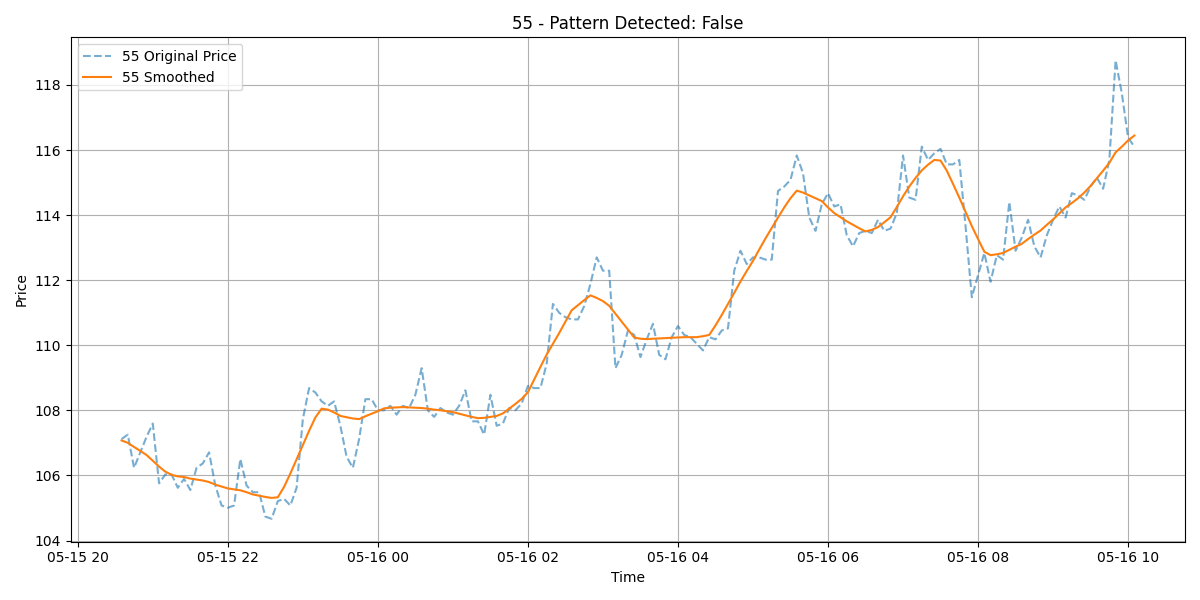 55 - Pattern Detected: False
55 Original Price
55 Smoothed
118
116
114
112
110
108
106
104
Price
05-15 20 05-15 22 05-16 00 05-16 02 05-16 04 05-16 06 05-16 08 05-16 10
Time